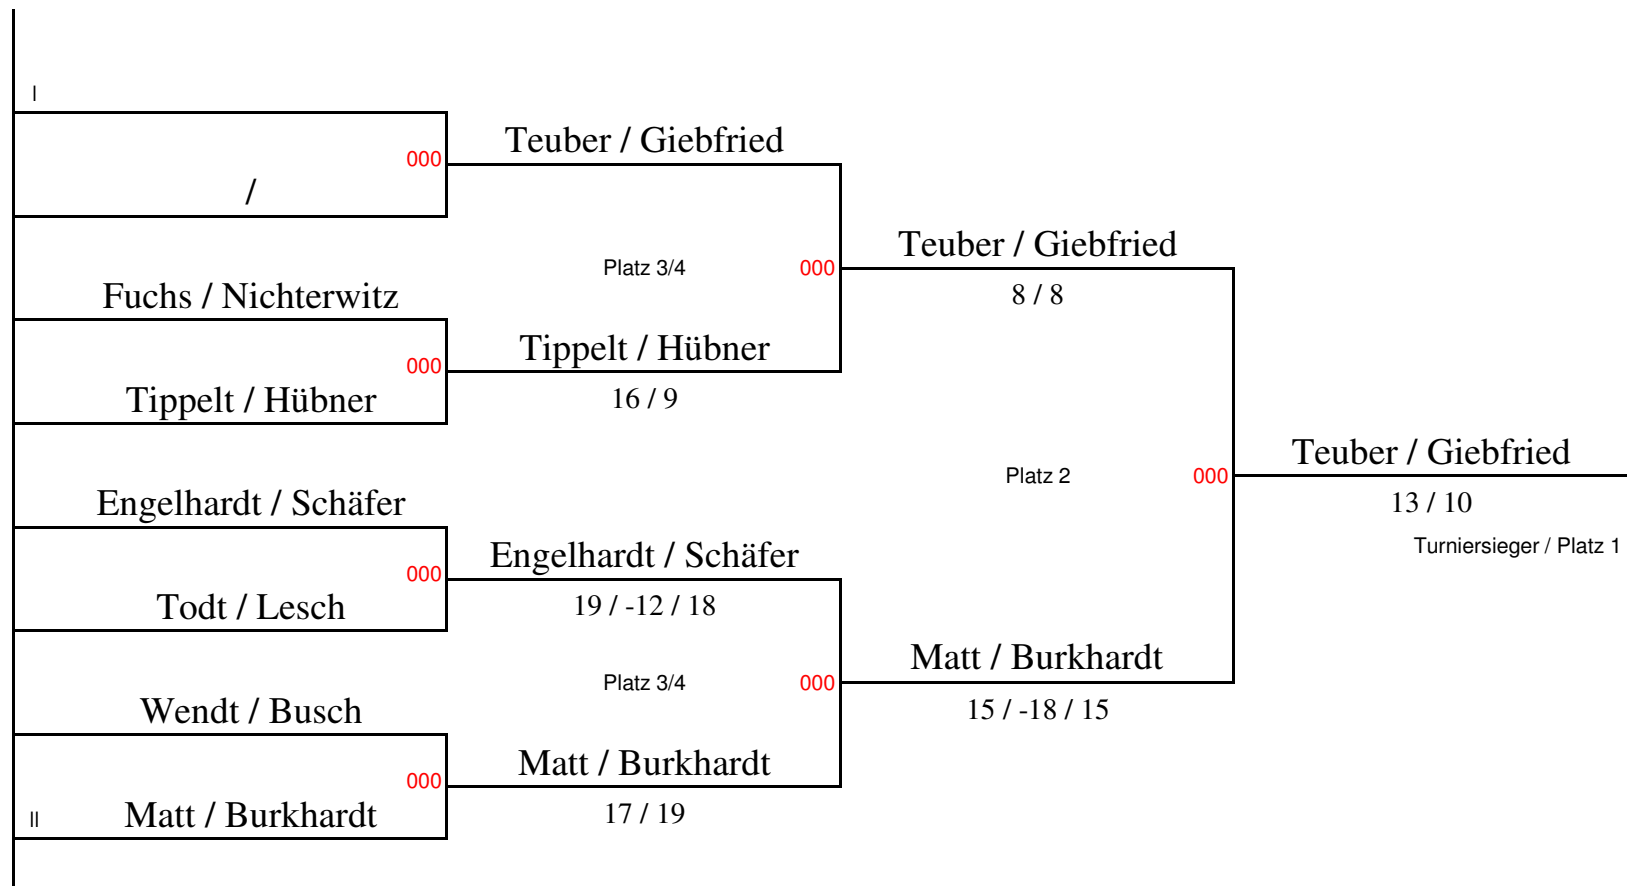 I
Teuber / Giebfried
000
/
Teuber / Giebfried
Platz 3/4
000
Fuchs / Nichterwitz
8 / 8
Tippelt / Hübner
000
Tippelt / Hübner
16 / 9
Teuber / Giebfried
Platz 2
000
Engelhardt / Schäfer
13 / 10
Turniersieger / Platz 1
Engelhardt / Schäfer
000
Todt / Lesch
19 / -12 / 18
Matt / Burkhardt
Platz 3/4
000
Wendt / Busch
15 / -18 / 15
Matt / Burkhardt
000
II
Matt / Burkhardt
17 / 19